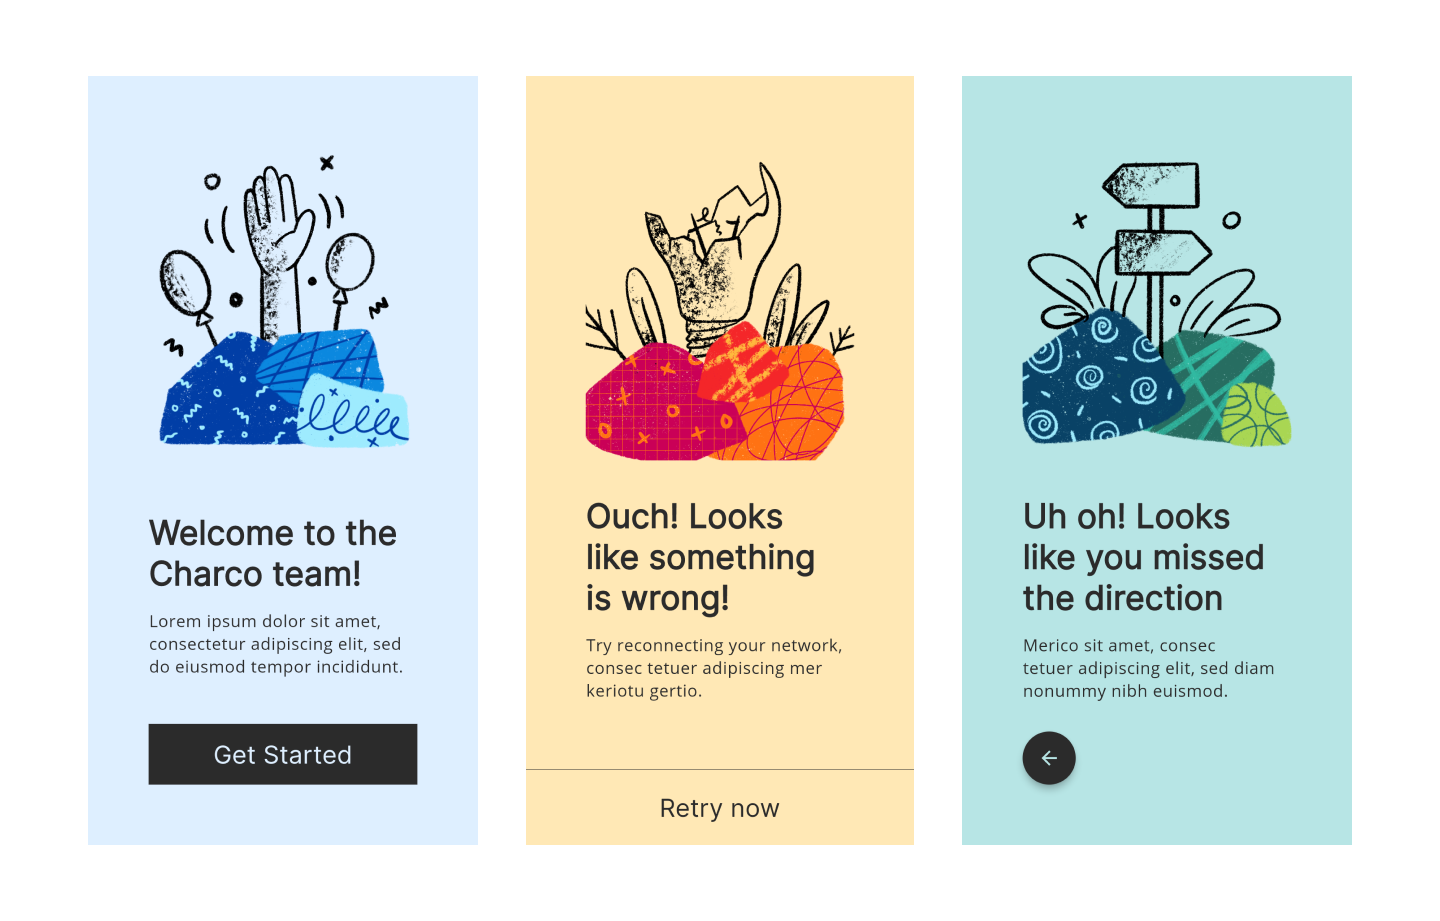 Welcome to the
Charco team!
Lorem ipsum dolor sit amet,
consectetur adipiscing elit, sed
do eiusmod tempor incididunt.
Get Started
Ouch! Looks
like something
is wrong!
Try reconnecting your network,
consec tetuer adipiscing mer
keriotu gertio.
Retry now
Uh oh! Looks
like you missed
the direction
Merico sit amet, consec
tetuer adipiscing elit, sed diam
nonummy nibh euismod.